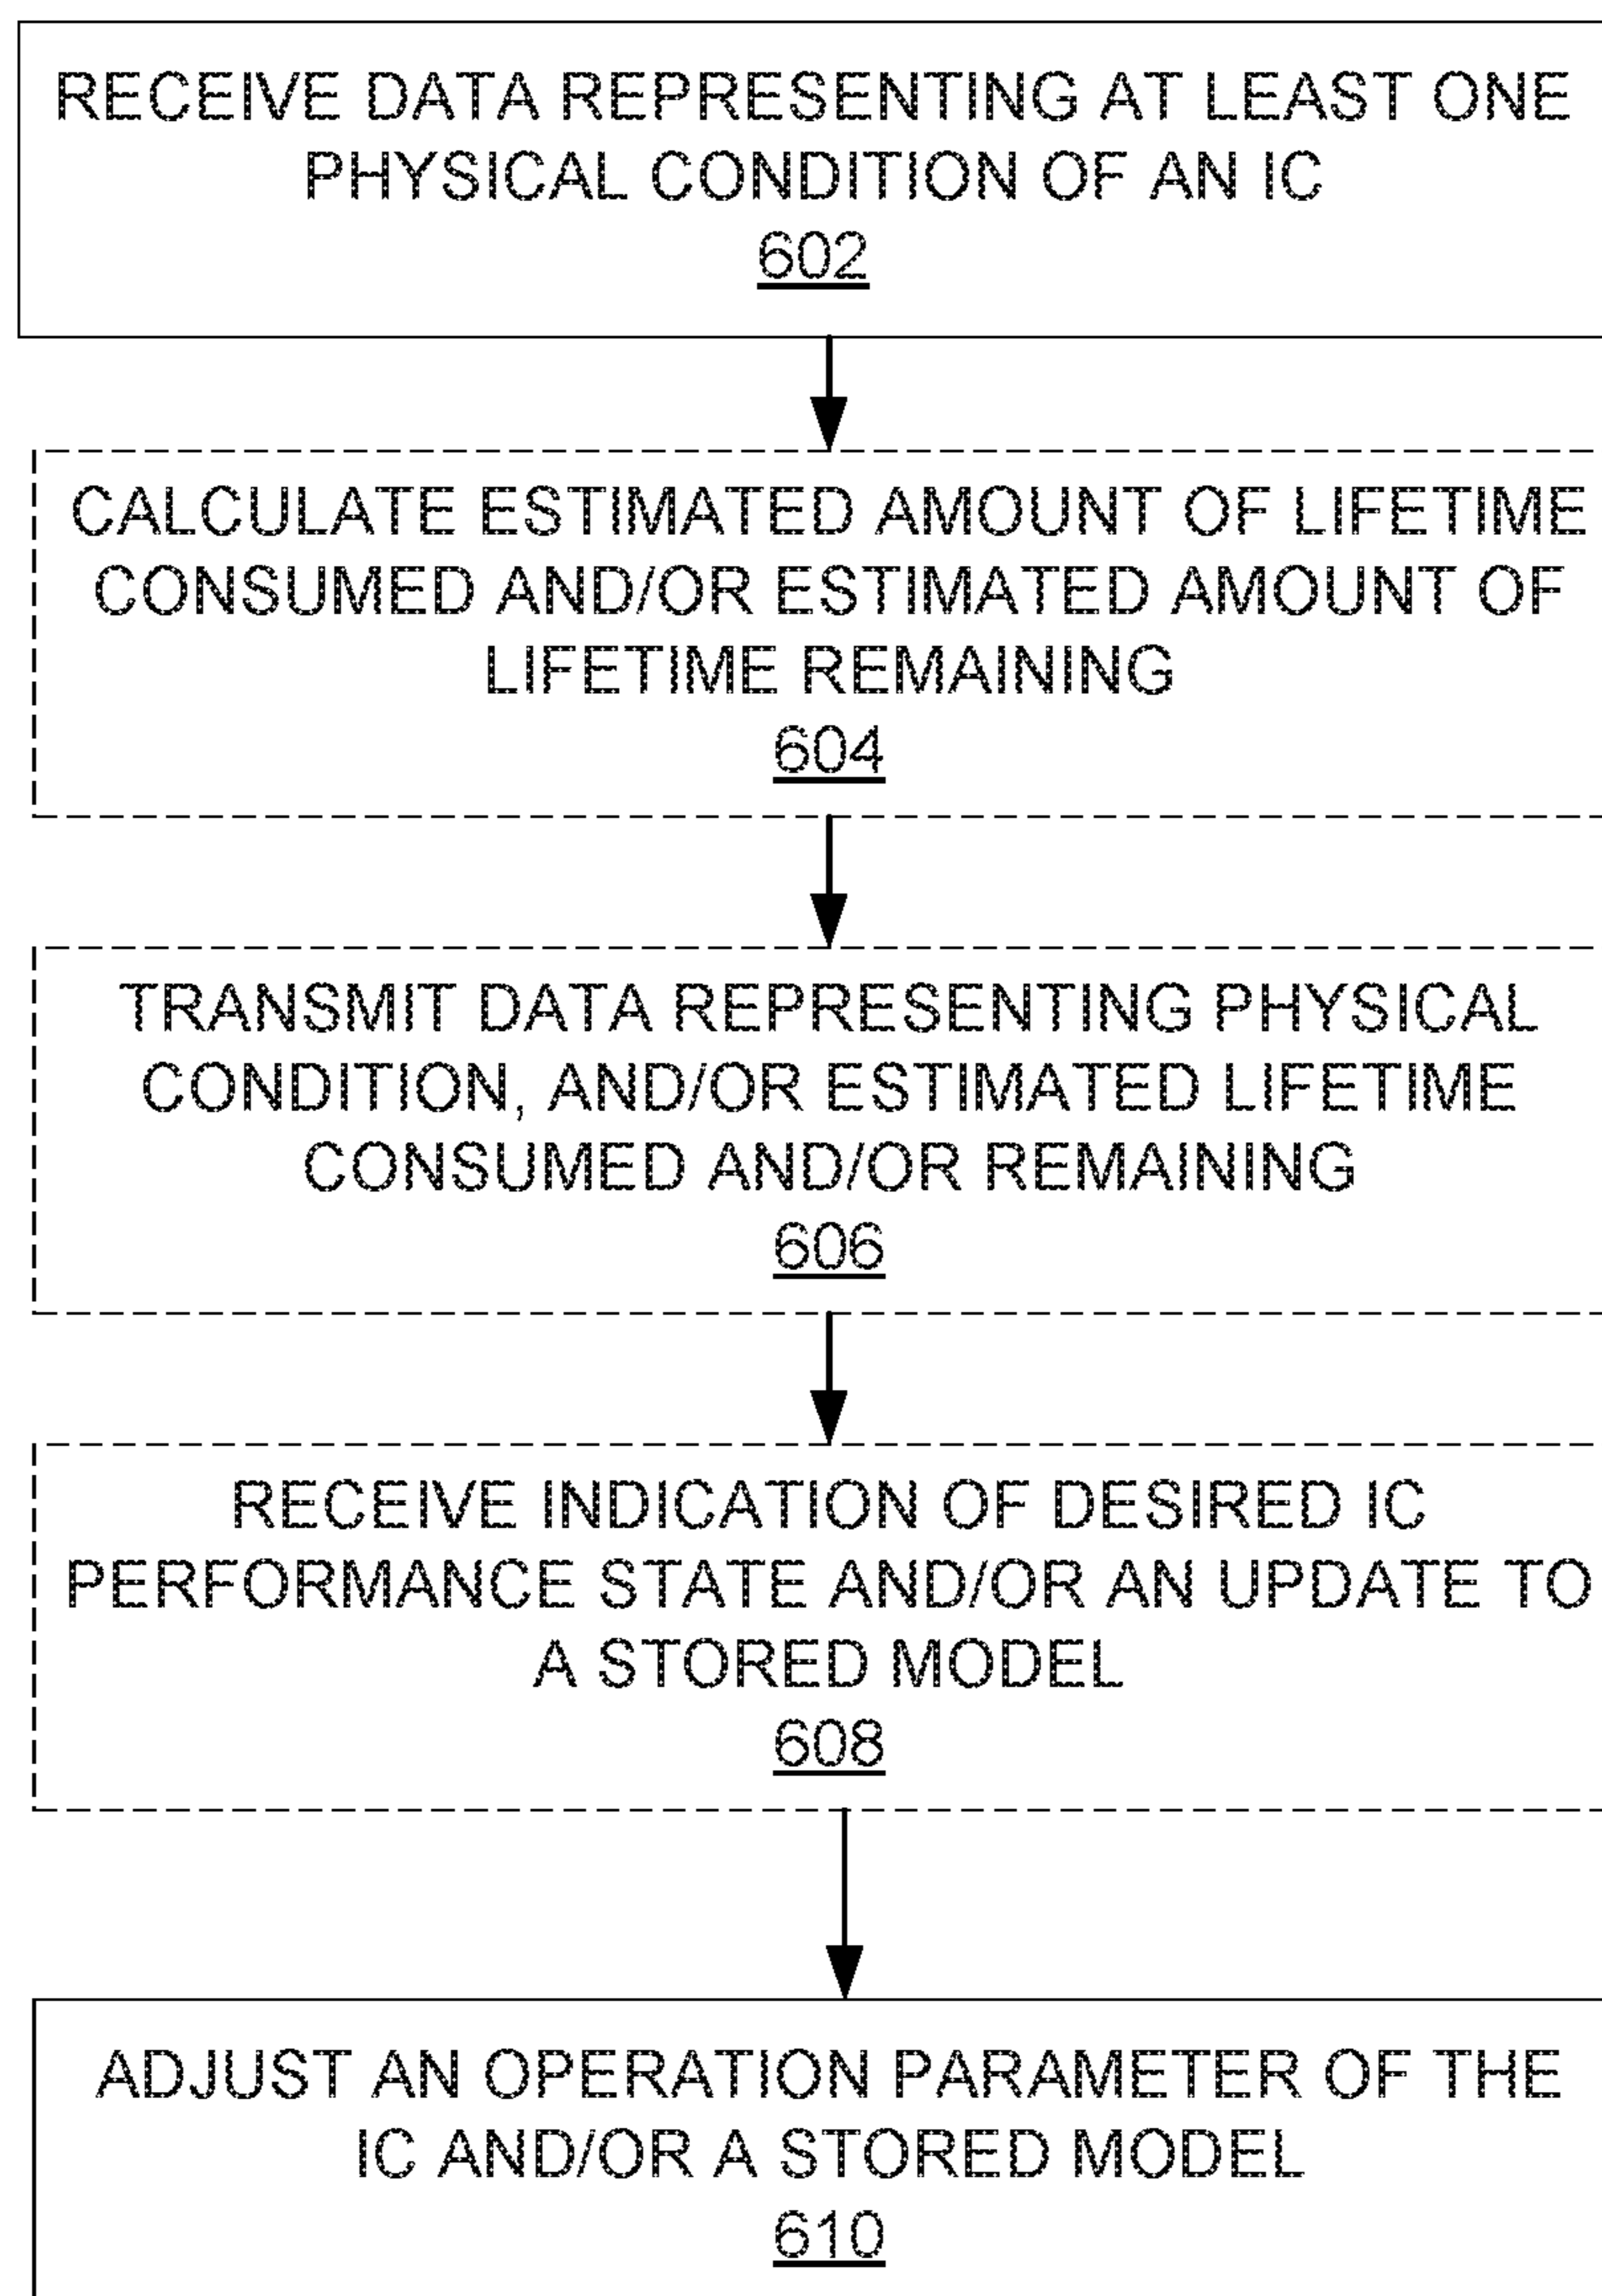 RECEIVE DATA REPRESENTING AT LEAST ONE
PHYSICAL CONDITION OF AN IC
602
CALCULATE ESTIMATED AMOUNT OF LIFETIME
CONSUMED AND/OR ESTIMATED AMOUNT OF
LIFETIME REMAINING
604
TRANSMIT DATA REPRESENTING PHYSICAL
CONDITION, AND/OR ESTIMATED LIFETIME
CONSUMED AND/OR REMAINING
606
RECEIVE INDICATION OF DESIRED IC
PERFORMANCE STATE AND/OR AN UPDATE TO
A STORED MODEL
608
ADJUST AN OPERATION PARAMETER OF THE
IC AND/OR A STORED MODEL
610